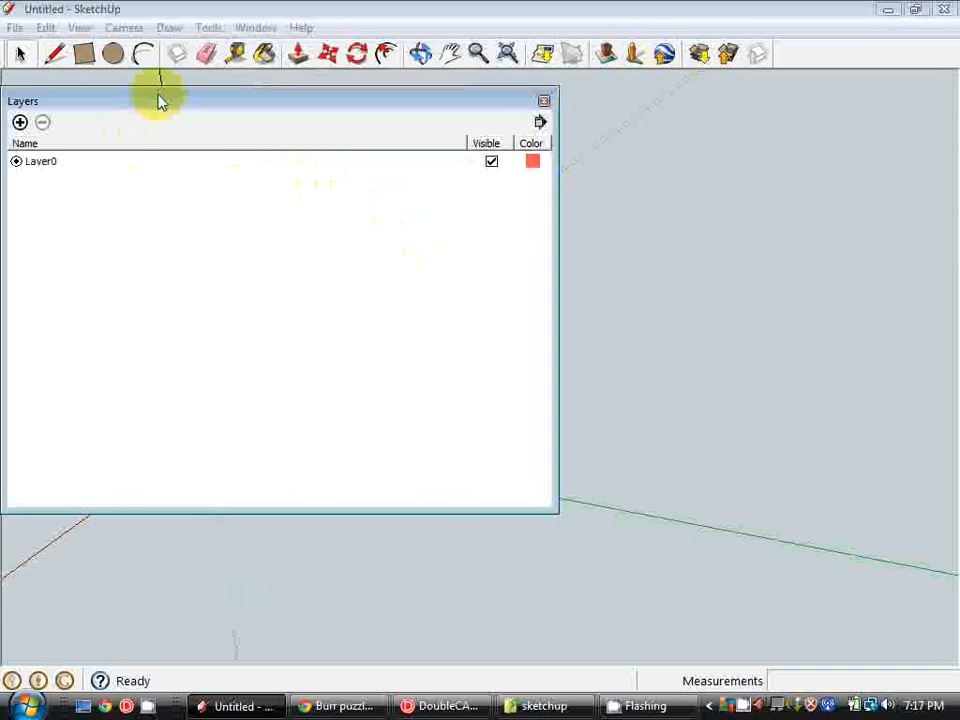 Untitled - SketchUp
File Edit View Camera Draw Tools Window Help
Layers
Name Visible Color
Layer0
Ready Measurements
Untitled - ... Burr puzzl... DoubleCA... sketchup Flashing 7:17 PM